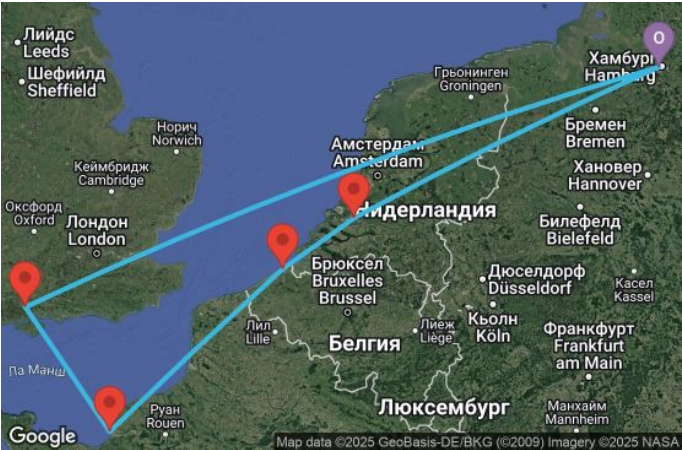 Лийдс
Leeds
Шефийлд
Sheffield
Норич
Norwich
Кеймбридж
Cambridge
Оксфорд
Oxford
Лондон
London
Грьонинген
Groningen
Хамбург
Hamburg
O
Бремен
Bremen
Амстердам
Amsterdam
Хановер
Hannover
Нидерландия
Билефелд
Bielefeld
Брюксел
Bruxelles
Brussel
Дюселдорф
Düsseldorf
Касел
Kassel
Лил
Lille
Белгия
Лиеж
Liège
Кьолн
Köln
Франкфурт
Frankfurt
am Main
Ла Манш
Руан
Rouen
Люксембург
Манхайм
Mannheim
Google
Map data ©2025 GeoBasis-DE/BKG (©2009) Imagery ©2025 NASA